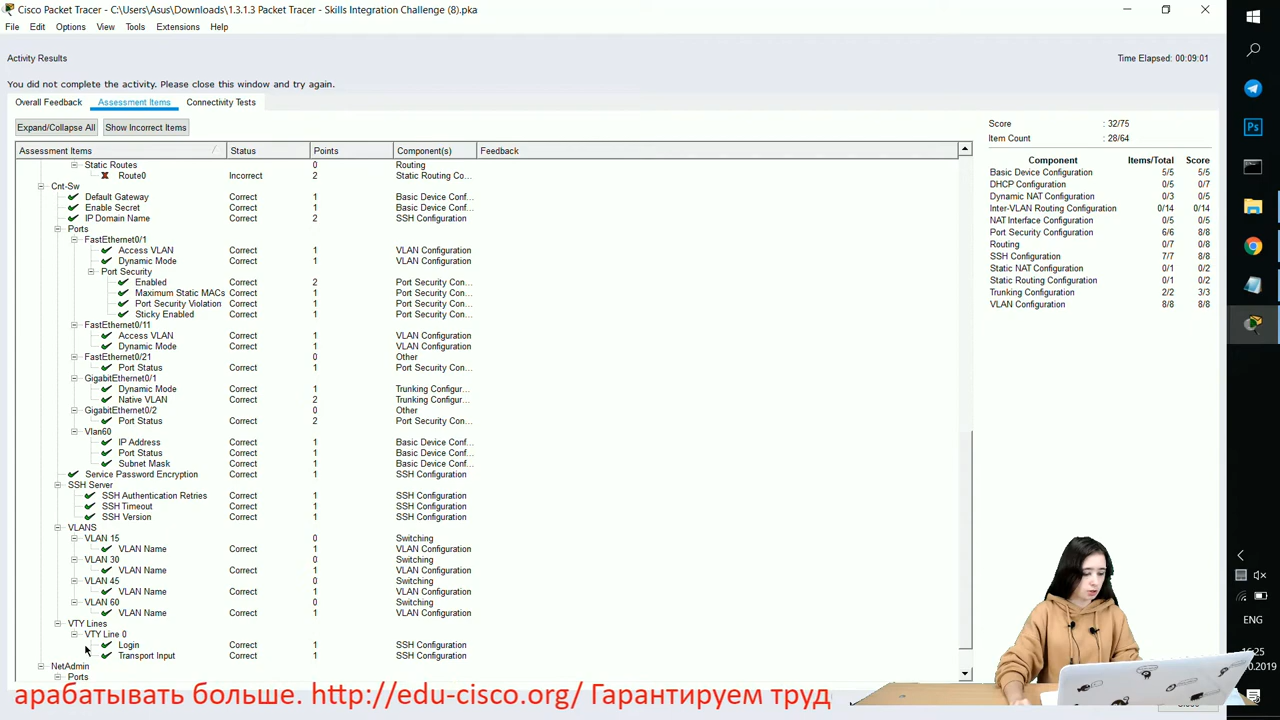 Cisco Packet Tracer - C:\Users\Asus\Downloads\1.3.1.3 Packet Tracer - Skills Integration Challenge (8).pka
File Edit Options View Tools Extensions Help
Activity Results
Time Elapsed: 00:09:01
You did not complete the activity. Please close this window and try again.
Overall Feedback Assessment Items Connectivity Tests
Expand/Collapse All Show Incorrect Items
Assessment Items Status Points Component(s) Feedback
Static Routes 0 Routing
Route0 Incorrect 2 Static Routing Co...
Cnt-Sw
Default Gateway Correct 1 Basic Device Conf...
Enable Secret Correct 1 Basic Device Conf...
IP Domain Name Correct 2 SSH Configuration
Ports
FastEthernet0/1
Access VLAN Correct 1 VLAN Configuration
Dynamic Mode Correct 1 VLAN Configuration
Port Security
Enabled Correct 2 Port Security Con...
Maximum Static MACs Correct 1 Port Security Con...
Port Security Violation Correct 1 Port Security Con...
Sticky Enabled Correct 1 Port Security Con...
FastEthernet0/11
Access VLAN Correct 1 VLAN Configuration
Dynamic Mode Correct 1 VLAN Configuration
FastEthernet0/21 0 Other
Port Status Correct 1 Port Security Con...
GigabitEthernet0/1
Dynamic Mode Correct 1 Trunking Configur...
Native VLAN Correct 2 Trunking Configur...
GigabitEthernet0/2 0 Other
Port Status Correct 2 Port Security Con...
Vlan60
IP Address Correct 1 Basic Device Conf...
Port Status Correct 1 Basic Device Conf...
Subnet Mask Correct 1 Basic Device Conf...
Service Password Encryption Correct 1 SSH Configuration
SSH Server
SSH Authentication Retries Correct 1 SSH Configuration
SSH Timeout Correct 1 SSH Configuration
SSH Version Correct 1 SSH Configuration
VLANS
VLAN 15 0 Switching
VLAN Name Correct 1 VLAN Configuration
VLAN 30 0 Switching
VLAN Name Correct 1 VLAN Configuration
VLAN 45 0 Switching
VLAN Name Correct 1 VLAN Configuration
VLAN 60 0 Switching
VLAN Name Correct 1 VLAN Configuration
VTY Lines
VTY Line 0
Login Correct 1 SSH Configuration
Transport Input Correct 1 SSH Configuration
NetAdmin
Ports
Score : 32/75
Item Count : 28/64
Component Items/Total Score
Basic Device Configuration 5/5 5/5
DHCP Configuration 0/5 0/7
Dynamic NAT Configuration 0/3 0/5
Inter-VLAN Routing Configuration 0/14 0/14
NAT Interface Configuration 0/5 0/5
Port Security Configuration 6/6 8/8
Routing 0/7 0/8
SSH Configuration 7/7 8/8
Static NAT Configuration 0/1 0/2
Static Routing Configuration 0/1 0/2
Trunking Configuration 2/2 3/3
VLAN Configuration 8/8 8/8
Ps
ENG
арабатывать больше. http://edu-cisco.org/ Гарантируем труд